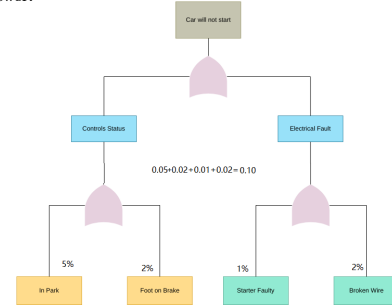 Car will not start
Controls Status
Electrical Fault
0.05+0.02+0.01+0.02=0.10
5%
2%
1%
2%
In Park
Foot on Brake
Starter Faulty
Broken Wire